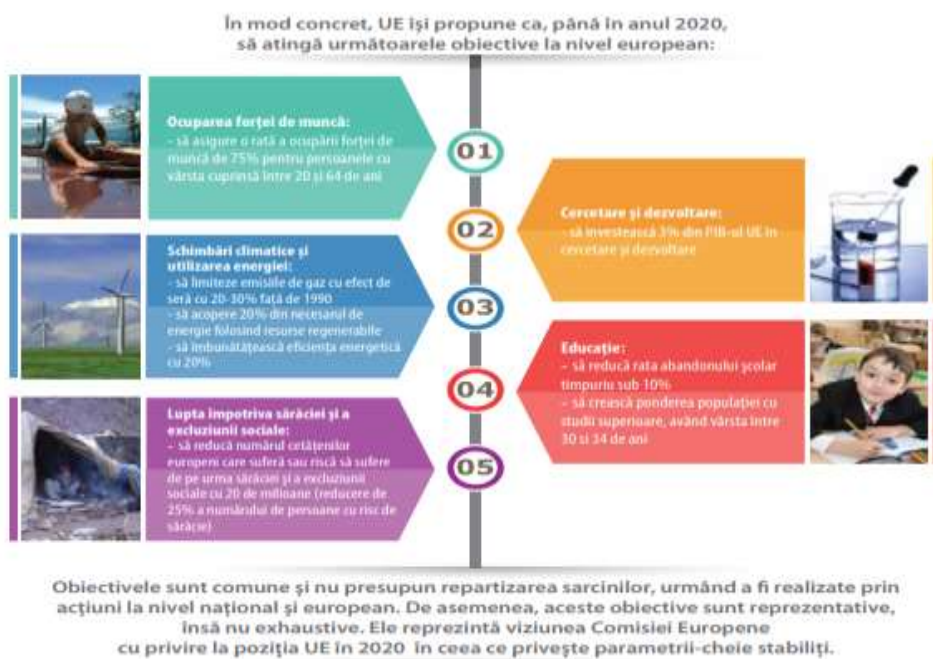 În mod concret, UE își propune ca, până în anul 2020,
să atingă următoarele obiective la nivel european:
Ocuparea forței de muncă:
- să asigure o rată a ocupării forței de
muncă de 75% pentru persoanele cu
vârsta cuprinsă între 20 și 64 de ani
01
02
Cercetare și dezvoltare:
- să investească 3% din PIB-ul UE în
cercetare și dezvoltare
Schimbări climatice și
utilizarea energiei:
- să limiteze emisiile de gaz cu efect de
seră cu 20-30% față de 1990
- să acopere 20% din necesarul de
energie folosind resurse regenerabile
- să îmbunătățească eficiența energetică
cu 20%
03
04
Educație:
– să reducă rata abandonului școlar
timpuriu sub 10%
– să crească ponderea populației cu
studii superioare, având vârsta între
30 si 34 de ani
Lupta împotriva sărăciei și a
excluziunii sociale:
– să reducă numărul cetățenilor
europeni care suferă sau riscă să sufere
de pe urma sărăciei și a excluziunii
sociale cu 20 de milioane (reducere de
25% a numărului de persoane cu risc de
sărăcie)
05
Obiectivele sunt comune și nu presupun repartizarea sarcinilor, urmând a fi realizate prin
acțiuni la nivel național și european. De asemenea, aceste obiective sunt reprezentative,
însă nu exhaustive. Ele reprezintă viziunea Comisiei Europene
cu privire la poziția UE în 2020 în ceea ce privește parametrii-cheie stabiliți.